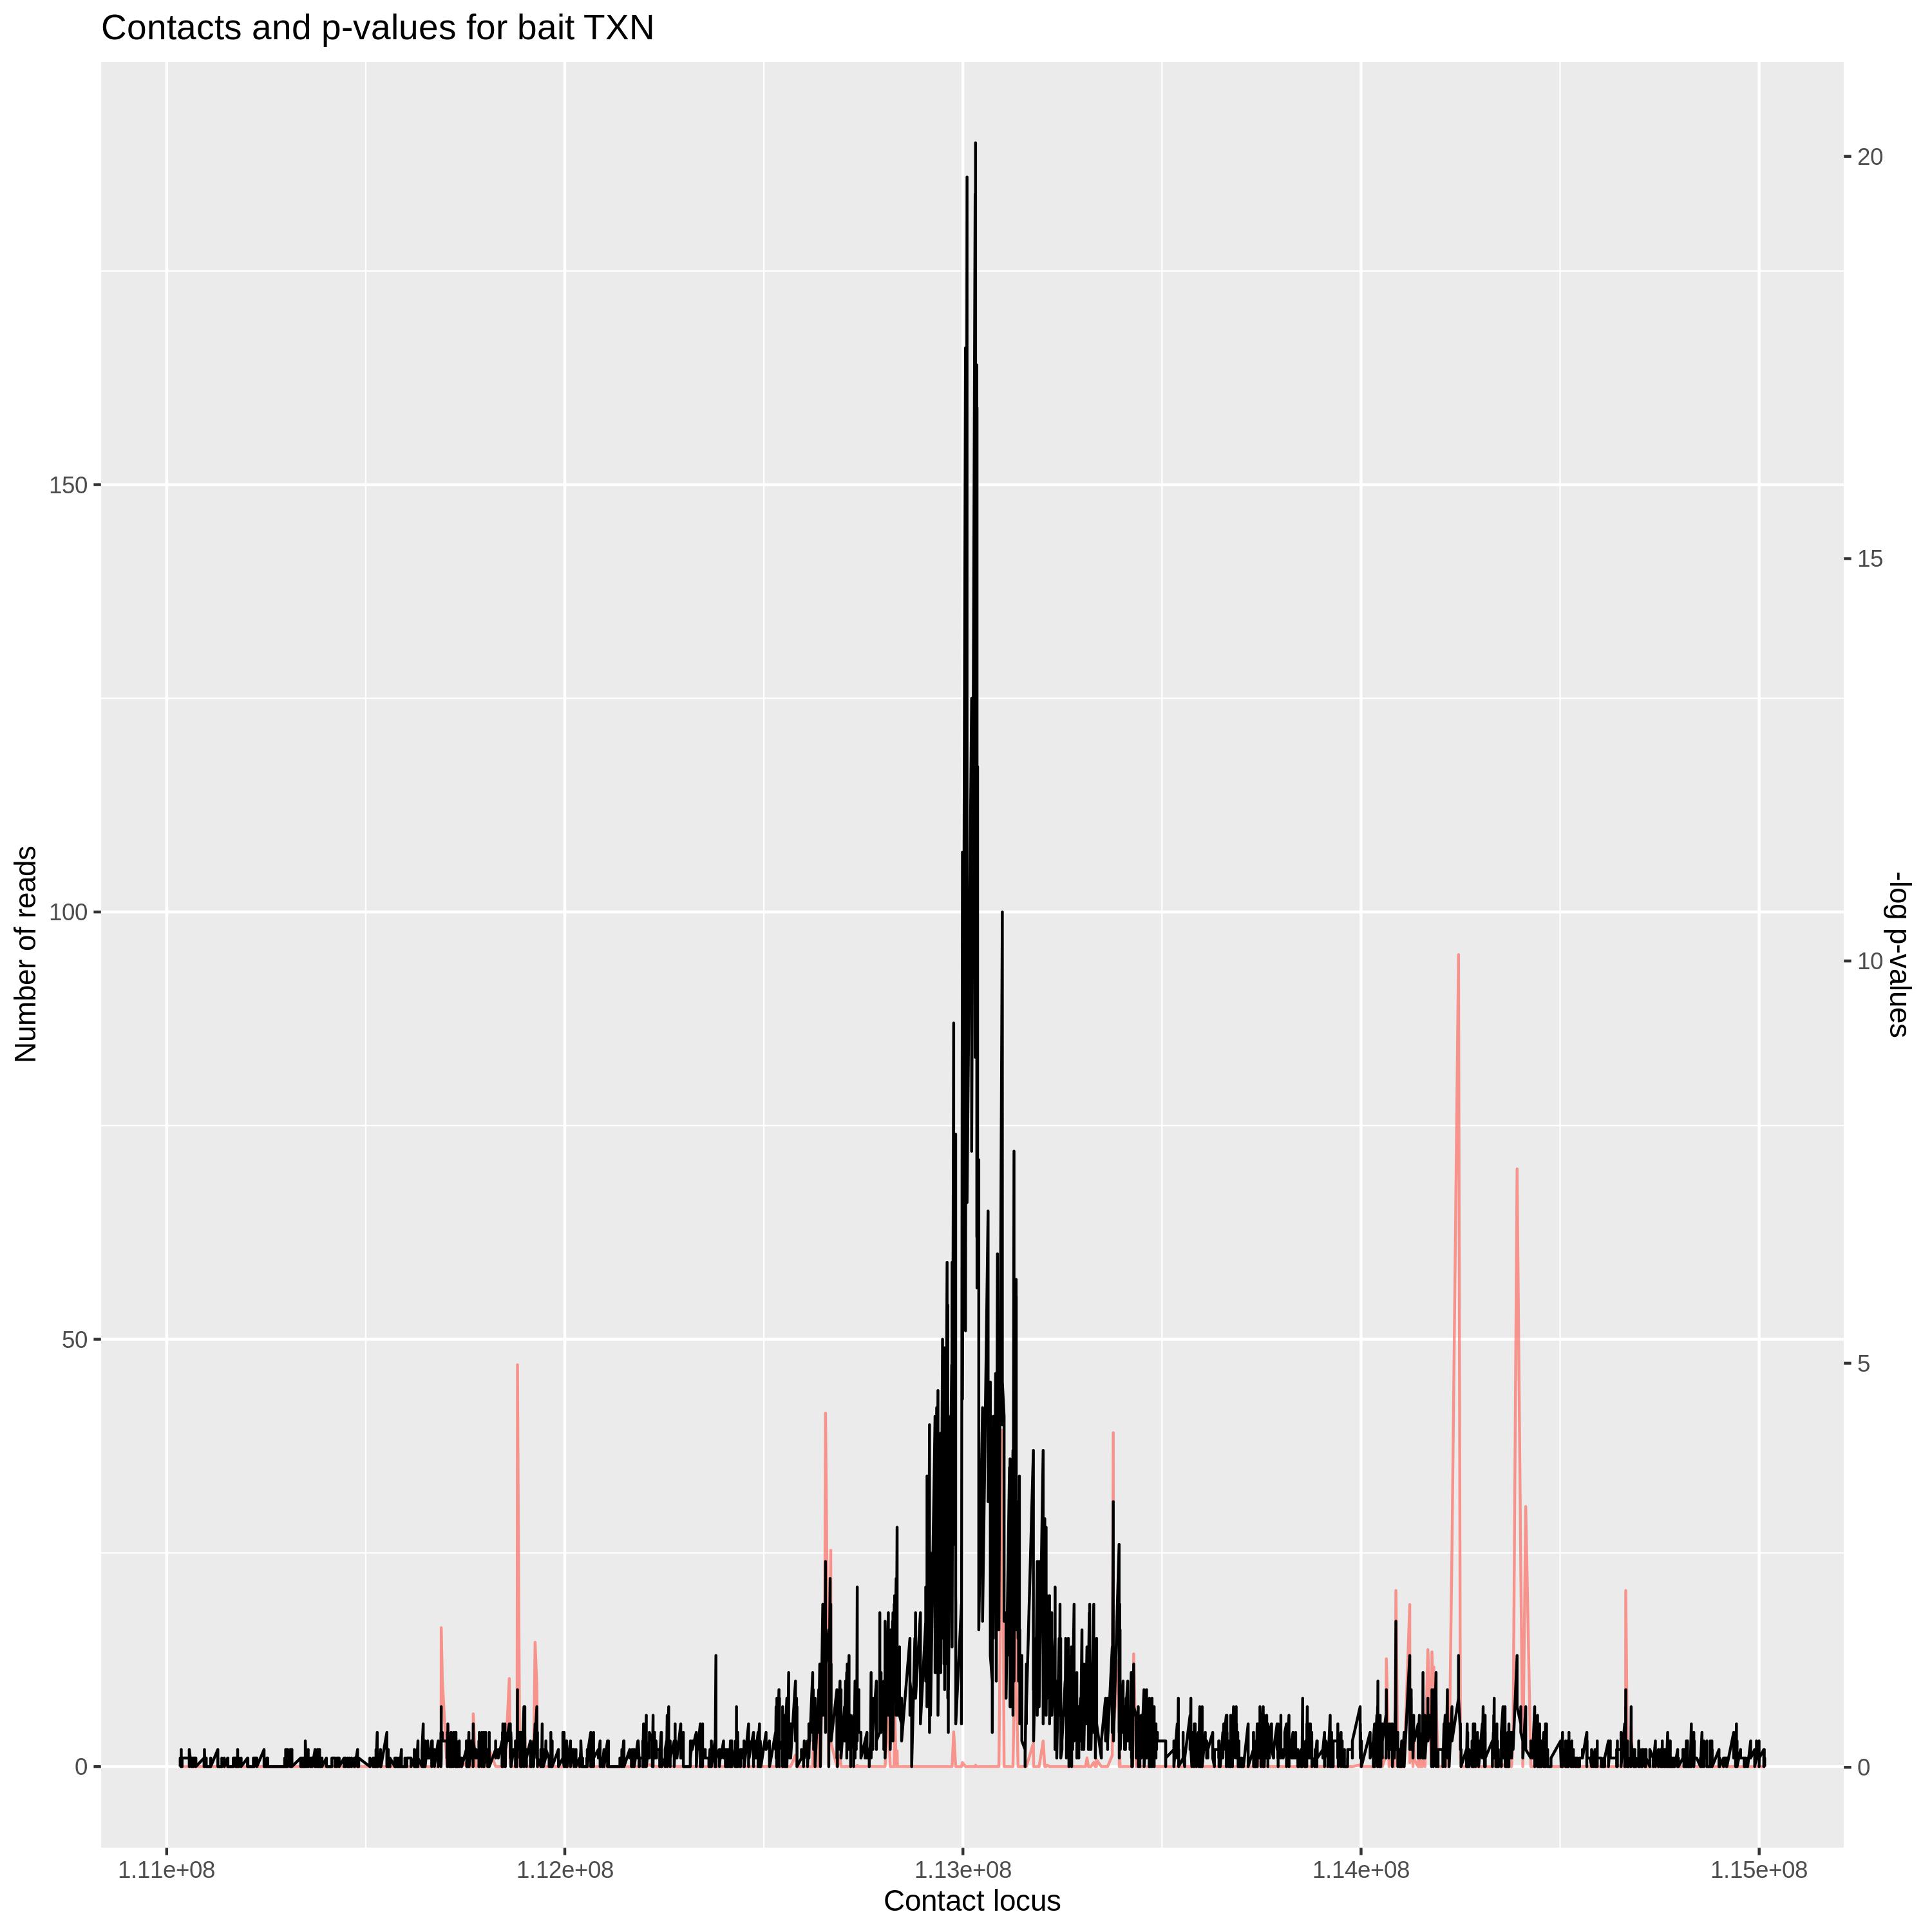 Contacts and p-values for bait TXN
Number of reads
150
100
50
0
20
15
10
5
0
-log p-values
1.11e+08
1.12e+08
1.13e+08
1.14e+08
1.15e+08
Contact locus